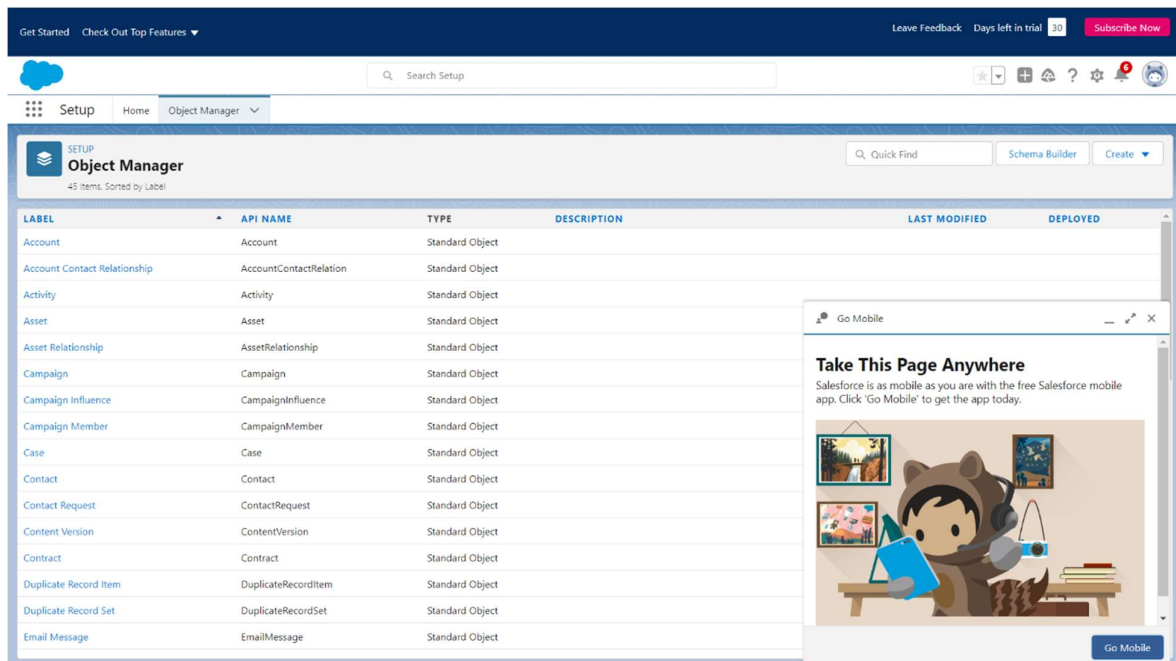 Get Started Check Out Top Features Leave Feedback Days left in trial 30 Subscribe Now
Search Setup 6
Setup Home Object Manager
SETUP
Object Manager
45 Items, Sorted by Label
Quick Find Schema Builder Create
LABEL API NAME TYPE DESCRIPTION LAST MODIFIED DEPLOYED
Account Account Standard Object
Account Contact Relationship AccountContactRelation Standard Object
Activity Activity Standard Object
Asset Asset Standard Object
Asset Relationship AssetRelationship Standard Object
Campaign Campaign Standard Object
Campaign Influence CampaignInfluence Standard Object
Campaign Member CampaignMember Standard Object
Case Case Standard Object
Contact Contact Standard Object
Contact Request ContactRequest Standard Object
Content Version ContentVersion Standard Object
Contract Contract Standard Object
Duplicate Record Item DuplicateRecordItem Standard Object
Duplicate Record Set DuplicateRecordSet Standard Object
Email Message EmailMessage Standard Object
Go Mobile
Take This Page Anywhere
Salesforce is as mobile as you are with the free Salesforce mobile
app. Click 'Go Mobile' to get the app today.
Go Mobile